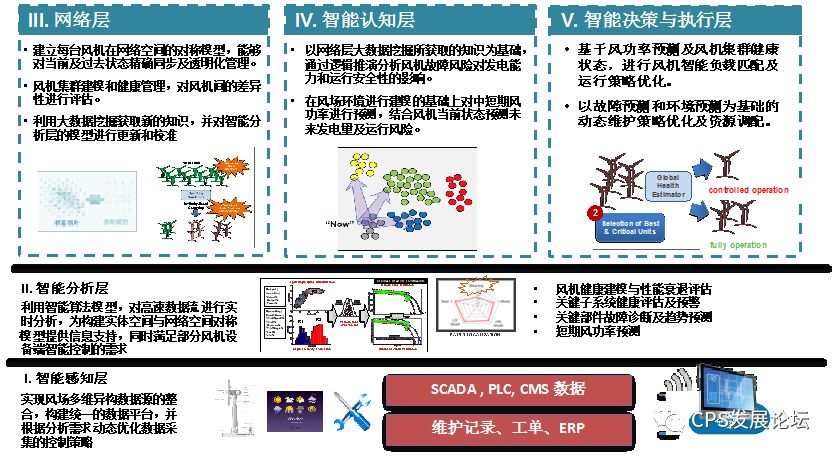 III. 网络层
• 建立每台风机在网络空间的对称模型，能够
对当前及过去状态精确同步及透明化管理。
• 风机集群建模和健康管理，对风机间的差异
性进行评估。
• 利用大数据挖掘获取新的知识，并对智能分
析层的模型进行更新和校准
IV. 智能认知层
• 以网络层大数据挖掘所获取的知识为基础，
通过逻辑推演分析风机故障风险对发电能
力和运行安全性的影响。
• 在风场环境进行建模的基础上对中短期风
功率进行预测，结合风机当前状态预测未
来发电量及运行风险。
"Now"
V. 智能决策与执行层
• 基于风功率预测及风机集群健康
状态，进行风机智能负载匹配及
运行策略优化。
• 以故障预测和环境预测为基础的
动态维护策略优化及资源调配。
Global
Health
Estimator
controlled operation
2
Selection of Best
& Critical Units
fully operation
II. 智能分析层
利用智能算法模型，对高速数据流进行实
时分析，为构建实体空间与网络空间对称
模型提供信息支持，同时满足部分风机设
备端智能控制的需求
• 风机健康建模与性能衰退评估
• 关键子系统健康评估及预警
• 关键部件故障诊断及趋势预测
• 短期风功率预测
I. 智能感知层
实现风场多维异构数据源的整
合，构建统一的数据平台，并
根据分析需求动态优化数据采
集的控制策略
SCADA , PLC, CMS 数据
维护记录、工单、ERP
CPS发展论坛